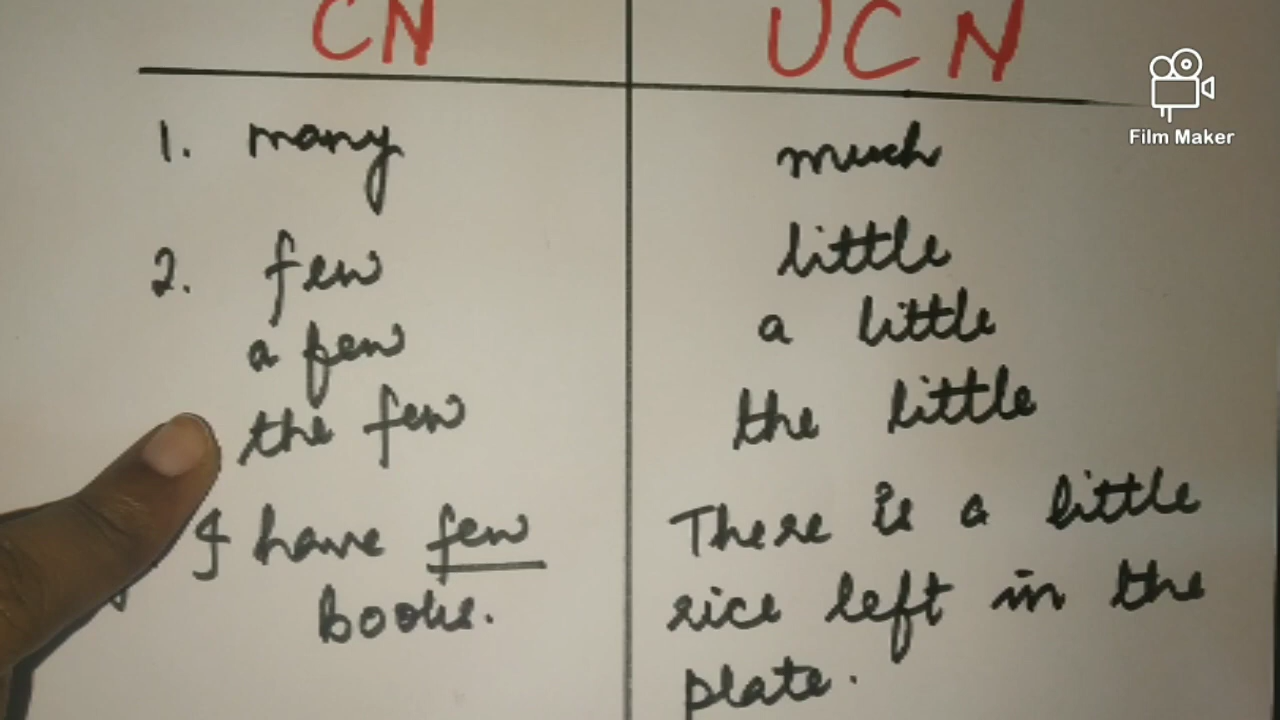 CN UCN
1. many much
2. few little
a few a little
the few the little
I have few There is a little
books. rice left in the
plate.
Film Maker